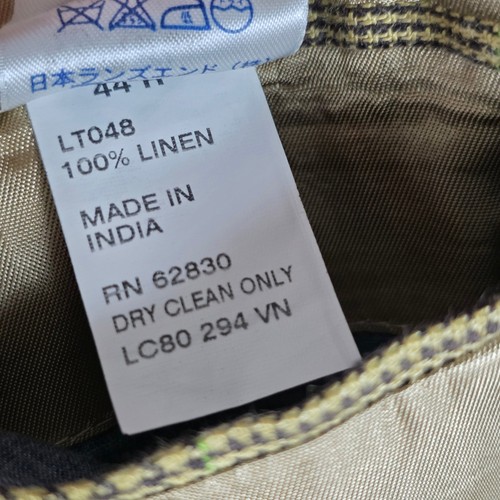 日本ランズエンド(株)
LT048
100% LINEN
MADE IN
INDIA
RN 62830
DRY CLEAN ONLY
LC80 294 VN